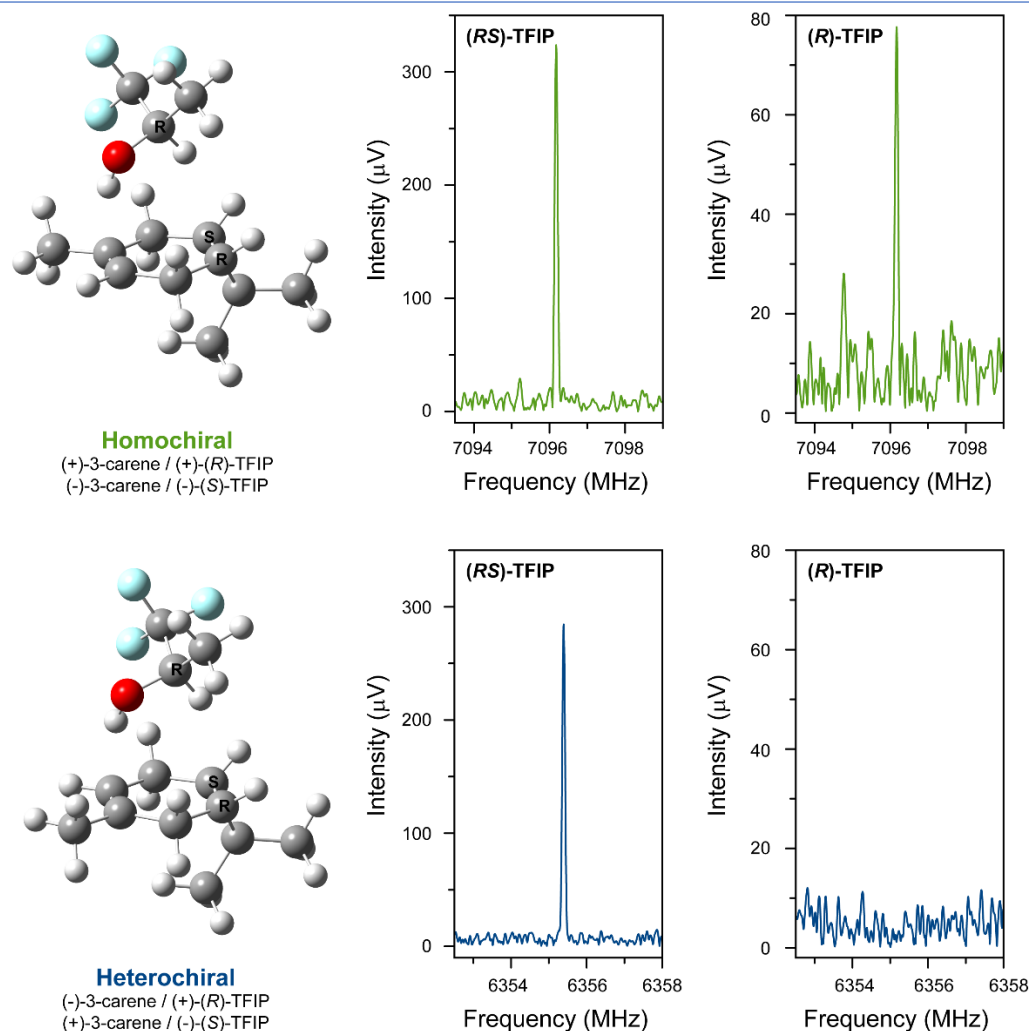 R
S
R
Homochiral
(+)-3-carene / (+)-(R)-TFIP
(-)-3-carene / (-)-(S)-TFIP
(RS)-TFIP
300
200
100
0
Intensity (μV)
7094 7096 7098
Frequency (MHz)
(R)-TFIP
80
60
40
20
0
Intensity (μV)
7094 7096 7098
Frequency (MHz)
R
S
R
Heterochiral
(-)-3-carene / (+)-(R)-TFIP
(+)-3-carene / (-)-(S)-TFIP
(RS)-TFIP
300
200
100
0
Intensity (μV)
6354 6356 6358
Frequency (MHz)
(R)-TFIP
80
60
40
20
0
Intensity (μV)
6354 6356 6358
Frequency (MHz)